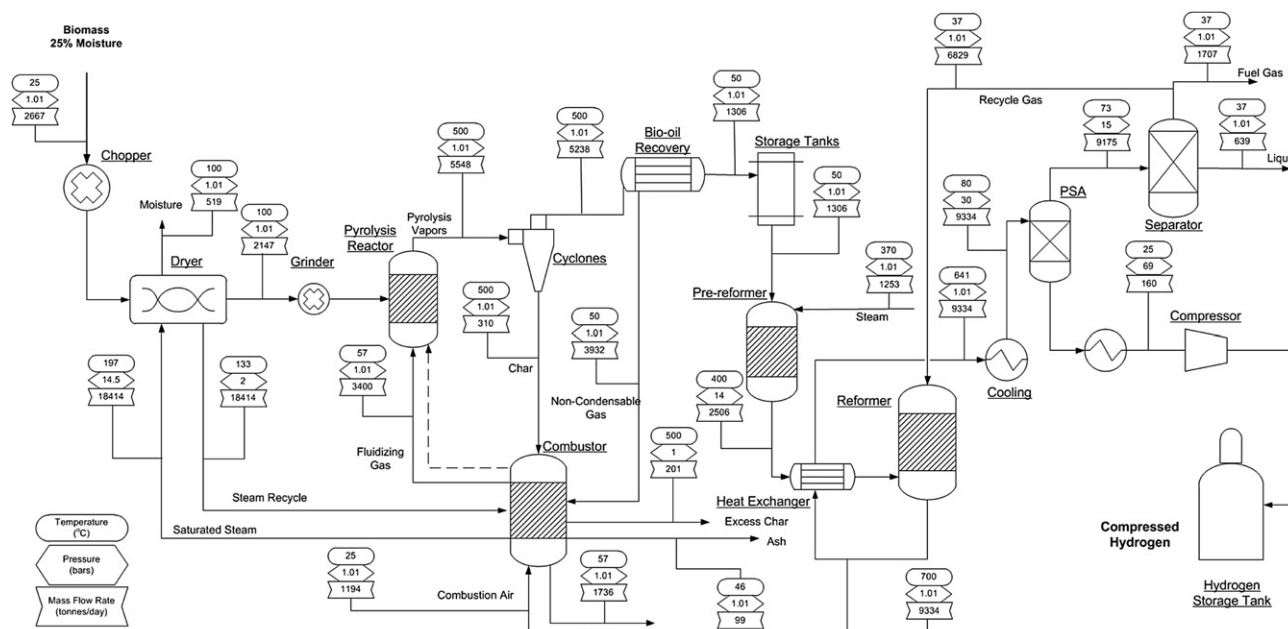 Biomass
25% Moisture
25
1.01
2667
Chopper
Moisture
100
1.01
519
100
1.01
2147
Dryer
Grinder
Pyrolysis
Reactor
500
1.01
5548
Pyrolysis
Vapors
500
1.01
5238
Cyclones
Bio-oil
Recovery
50
1.01
1306
Storage Tanks
50
1.01
1306
37
1.01
6829
Recycle Gas
37
1.01
1707
Fuel Gas
73
15
9175
37
1.01
639
Liqu
Separator
PSA
80
30
9334
25
69
160
Compressor
370
1.01
1253
Steam
Pre-reformer
641
1.01
9334
Cooling
500
1.01
310
Char
50
1.01
3932
Non-Condensable
Gas
57
1.01
3400
Fluidizing
Gas
197
14.5
18414
133
2
18414
Combustor
400
14
2506
Heat Exchanger
Reformer
500
1
201
Steam Recycle
Saturated Steam
Excess Char
Ash
25
1.01
1194
Combustion Air
57
1.01
1736
46
1.01
99
700
1.01
9334
Compressed
Hydrogen
Hydrogen
Storage Tank
Temperature
(°C)
Pressure
(bars)
Mass Flow Rate
(tonnes/day)